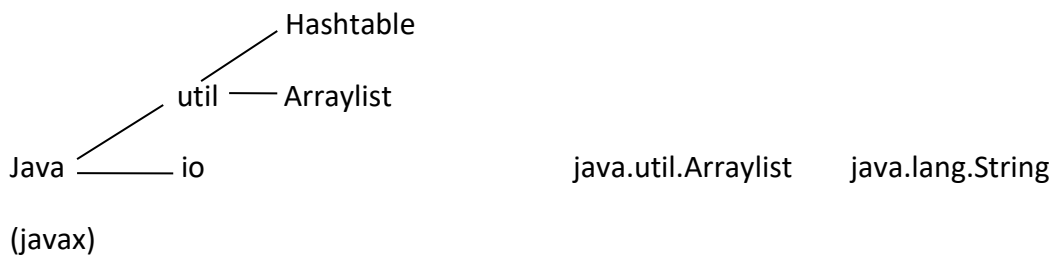 Hashtable
util Arraylist
Java io java.util.Arraylist java.lang.String
(javax)